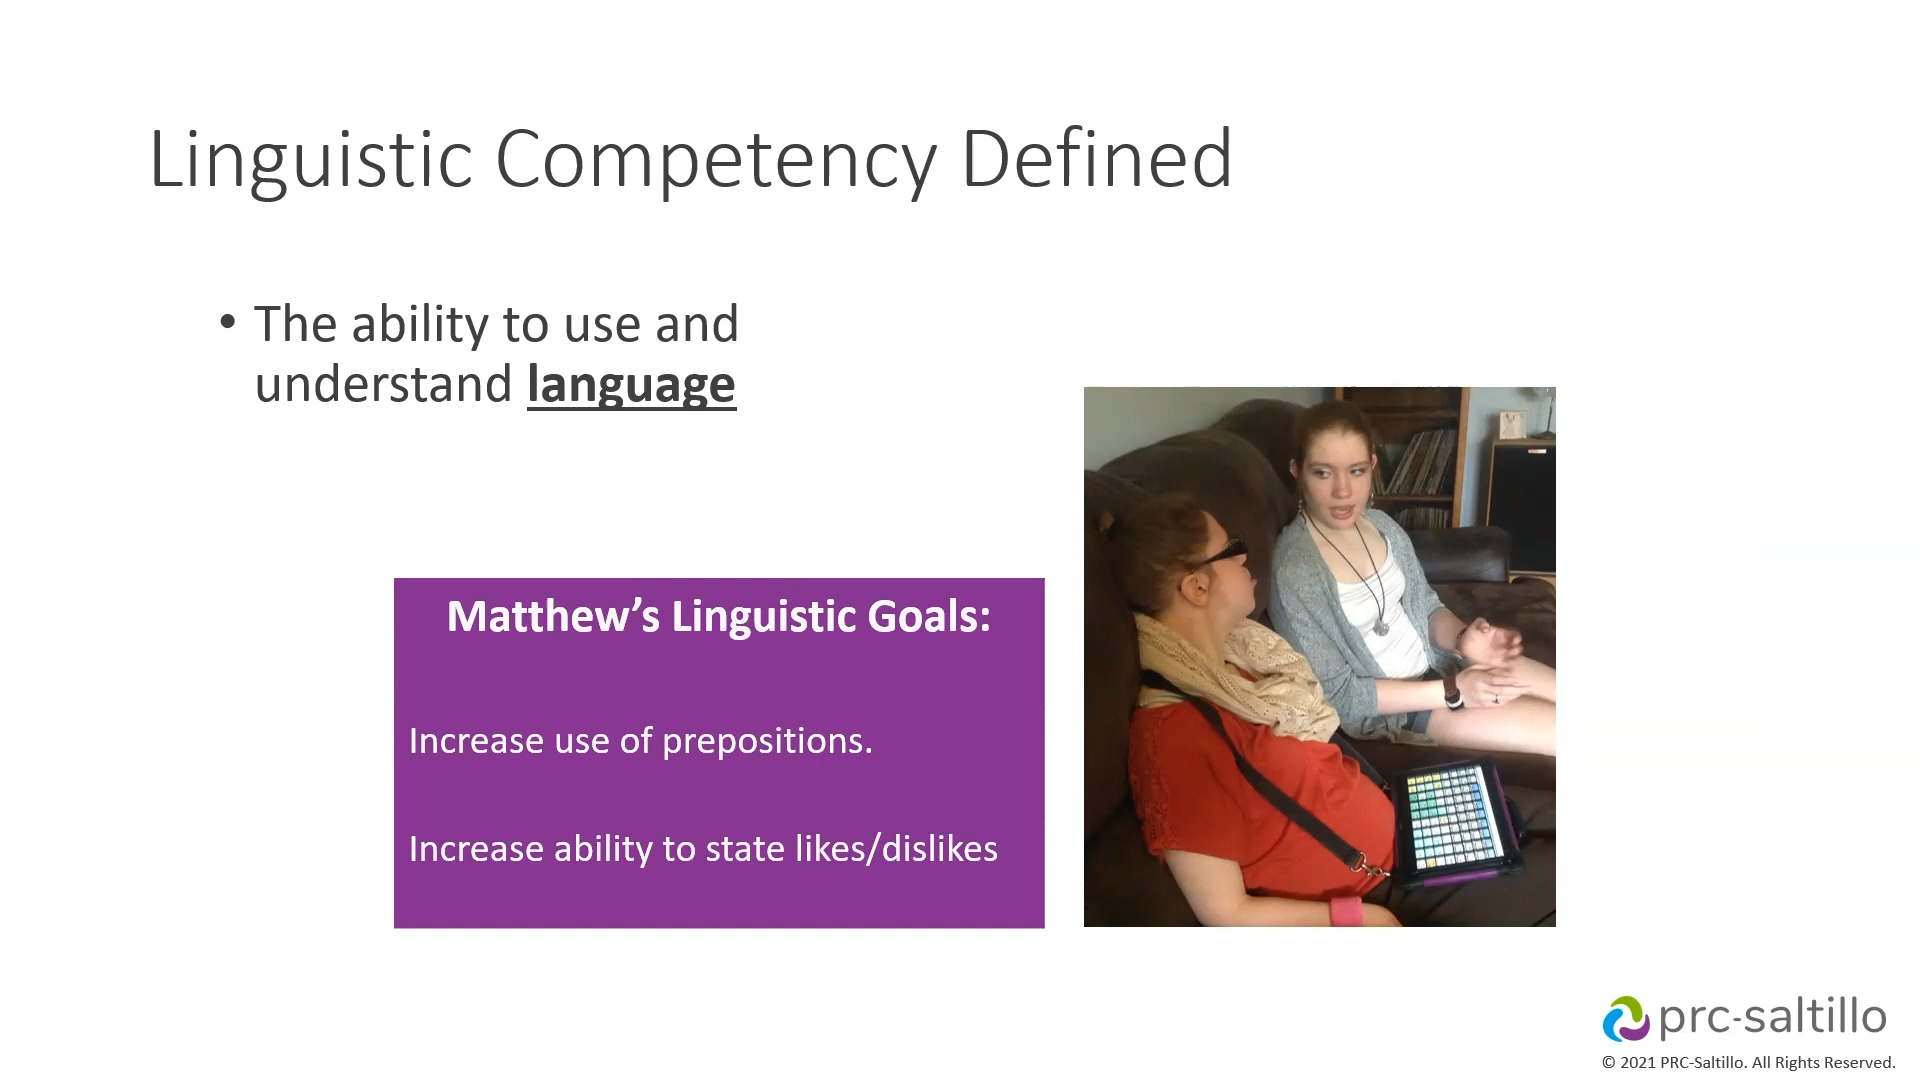 Linguistic Competency Defined
• The ability to use and
understand language
Matthew’s Linguistic Goals:
Increase use of prepositions.
Increase ability to state likes/dislikes
prc-saltillo
© 2021 PRC-Saltillo. All Rights Reserved.